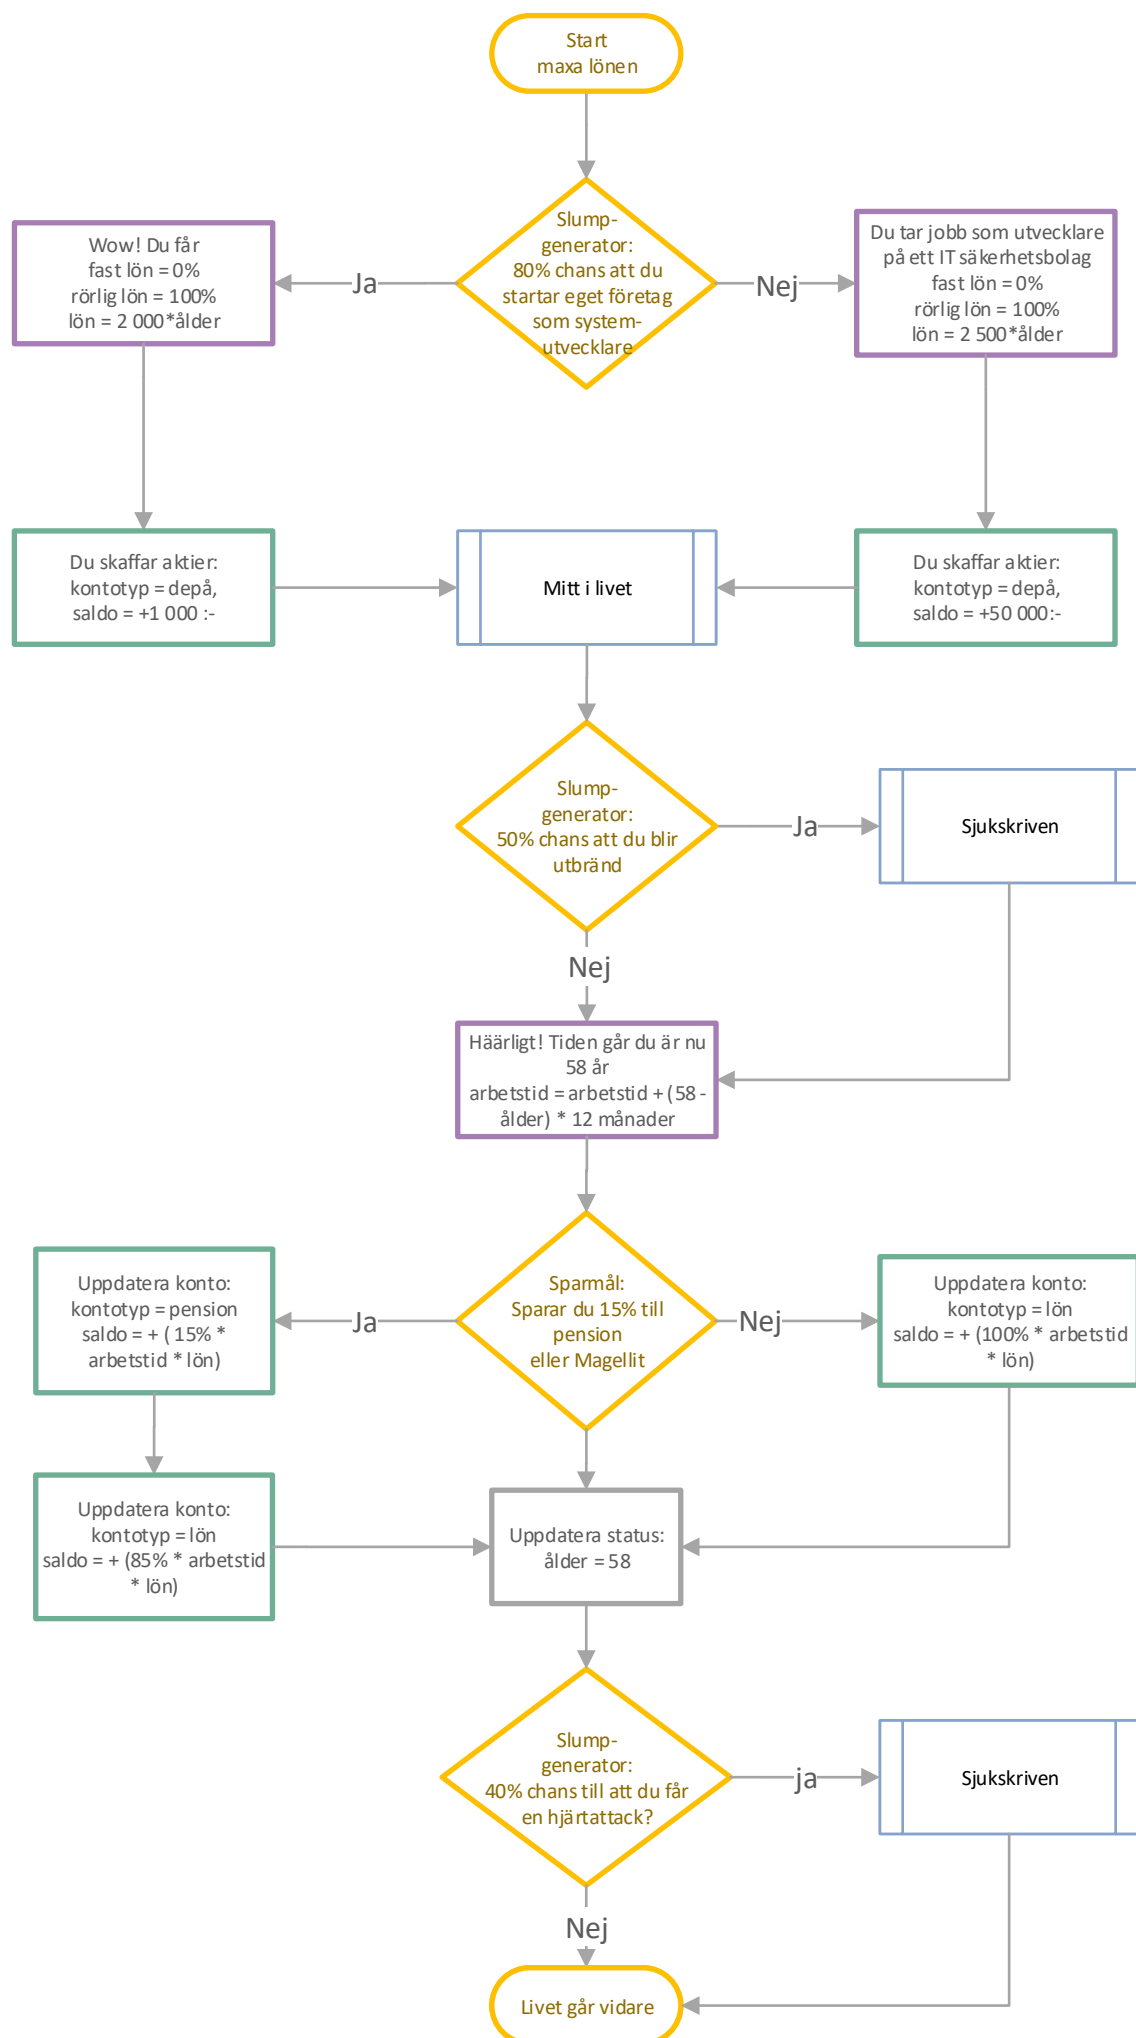 Start
maxa lönen
Slump-
generator:
80% chans att du
startar eget företag
som system-
utvecklare
Ja
Nej
Wow! Du får
fast lön = 0%
rörlig lön = 100%
lön = 2 000*ålder
Du tar jobb som utvecklare
på ett IT säkerhetsbolag
fast lön = 0%
rörlig lön = 100%
lön = 2 500*ålder
Du skaffar aktier:
kontotyp = depå,
saldo = +1 000 :-
Mitt i livet
Du skaffar aktier:
kontotyp = depå,
saldo = +50 000:-
Slump-
generator:
50% chans att du blir
utbränd
Ja
Sjukskriven
Nej
Häärligt! Tiden går du är nu
58 år
arbetstid = arbetstid + (58 -
ålder) * 12 månader
Sparmål:
Sparar du 15% till
pension
eller Magellit
Ja
Nej
Uppdatera konto:
kontotyp = pension
saldo = + ( 15% *
arbetstid * lön)
Uppdatera konto:
kontotyp = lön
saldo = + (100% * arbetstid
* lön)
Uppdatera konto:
kontotyp = lön
saldo = + (85% * arbetstid
* lön)
Uppdatera status:
ålder = 58
Slump-
generator:
40% chans till att du får
en hjärtattack?
ja
Sjukskriven
Nej
Livet går vidare